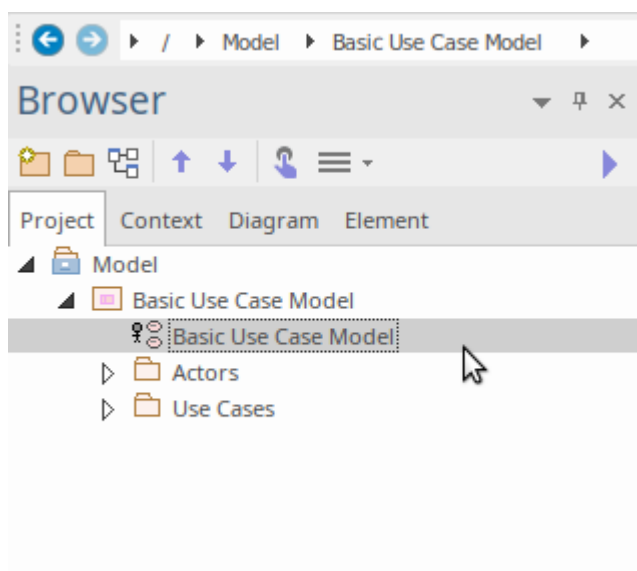 / Model Basic Use Case Model
Browser
Project Context Diagram Element
Model
Basic Use Case Model
Basic Use Case Model
Actors
Use Cases